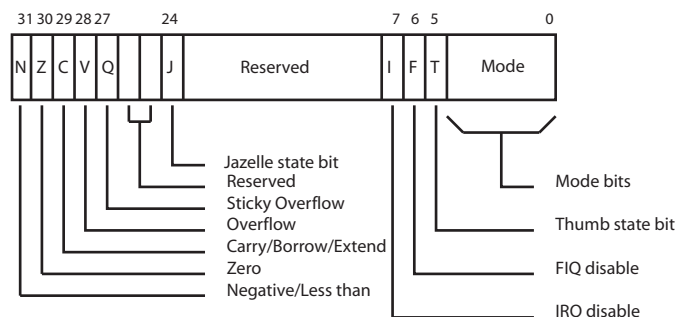 31 30 29 28 27 24 7 6 5 0
N Z C V Q J Reserved I F T Mode
Jazelle state bit
Reserved
Sticky Overflow
Overflow
Carry/Borrow/Extend
Zero
Negative/Less than
Mode bits
Thumb state bit
FIQ disable
IRQ disable